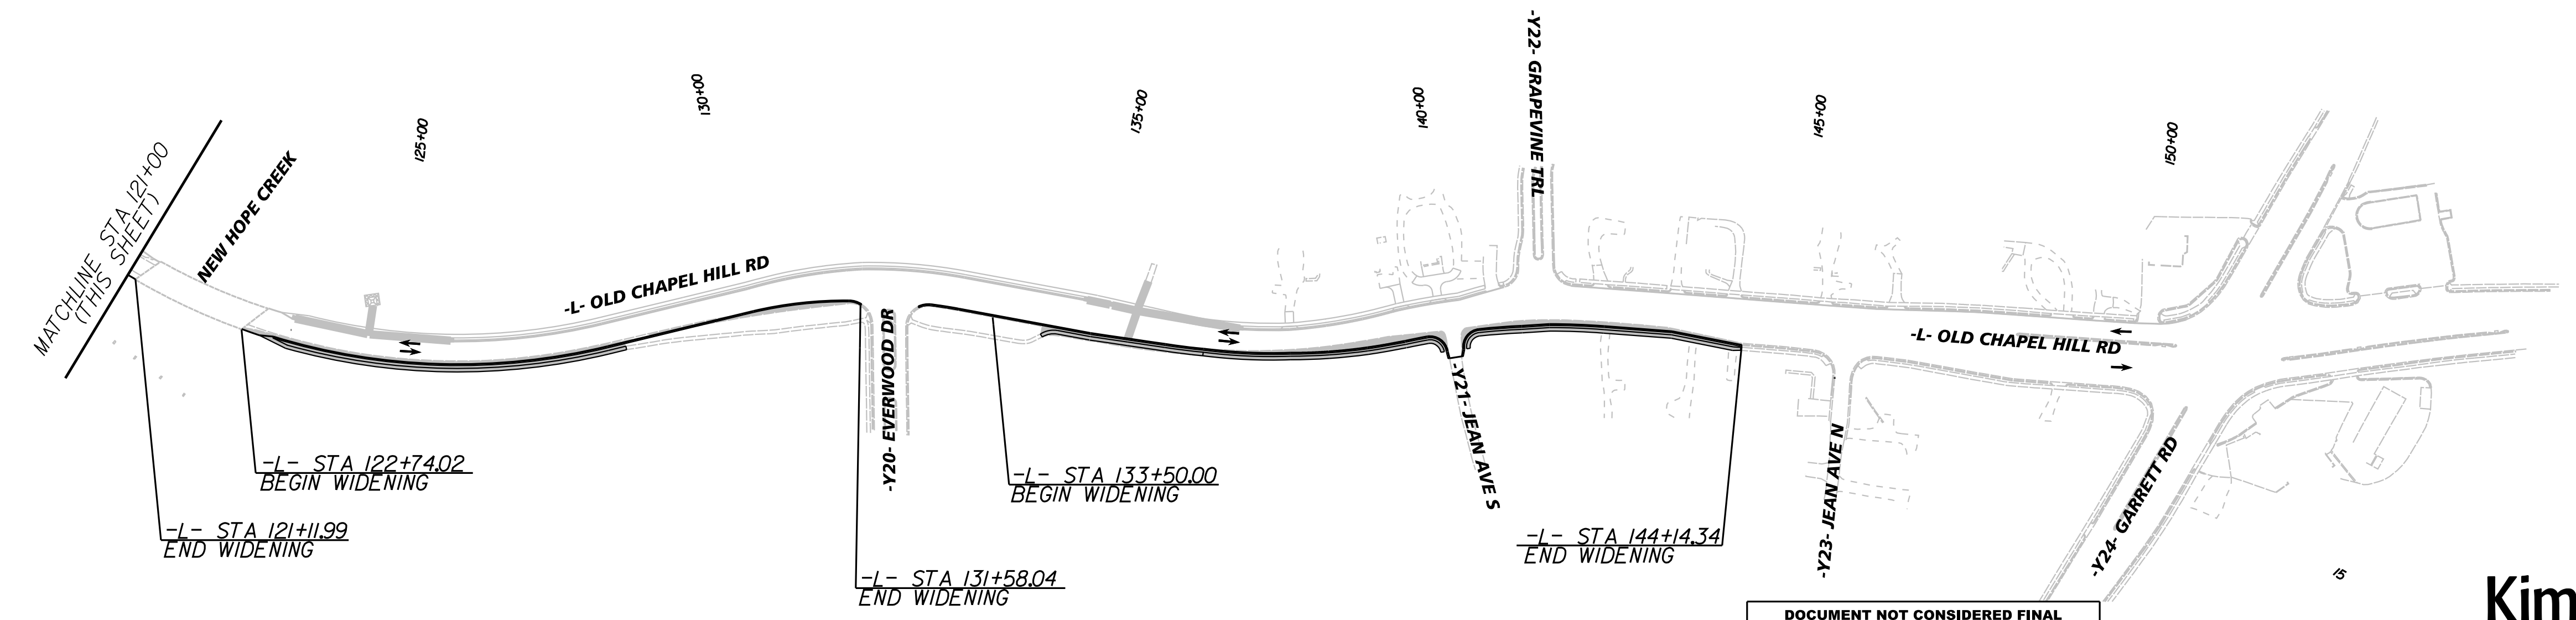 MATCHLINE STA 121+00
(THIS SHEET)
NEW HOPE CREEK
125+00
130+00
135+00
140+00
-Y22- GRAPEVINE TRL
145+00
150+00
-L- OLD CHAPEL HILL RD
-L- OLD CHAPEL HILL RD
-Y20- EVERWOOD DR
-Y21- JEAN AVE S
-Y23- JEAN AVE N
-Y24- GARRETT RD
-L- STA 122+74.02
BEGIN WIDENING
-L- STA 133+50.00
BEGIN WIDENING
-L- STA 121+11.99
END WIDENING
-L- STA 144+14.34
END WIDENING
-L- STA 131+58.04
END WIDENING
15
Kim
DOCUMENT NOT CONSIDERED FINAL